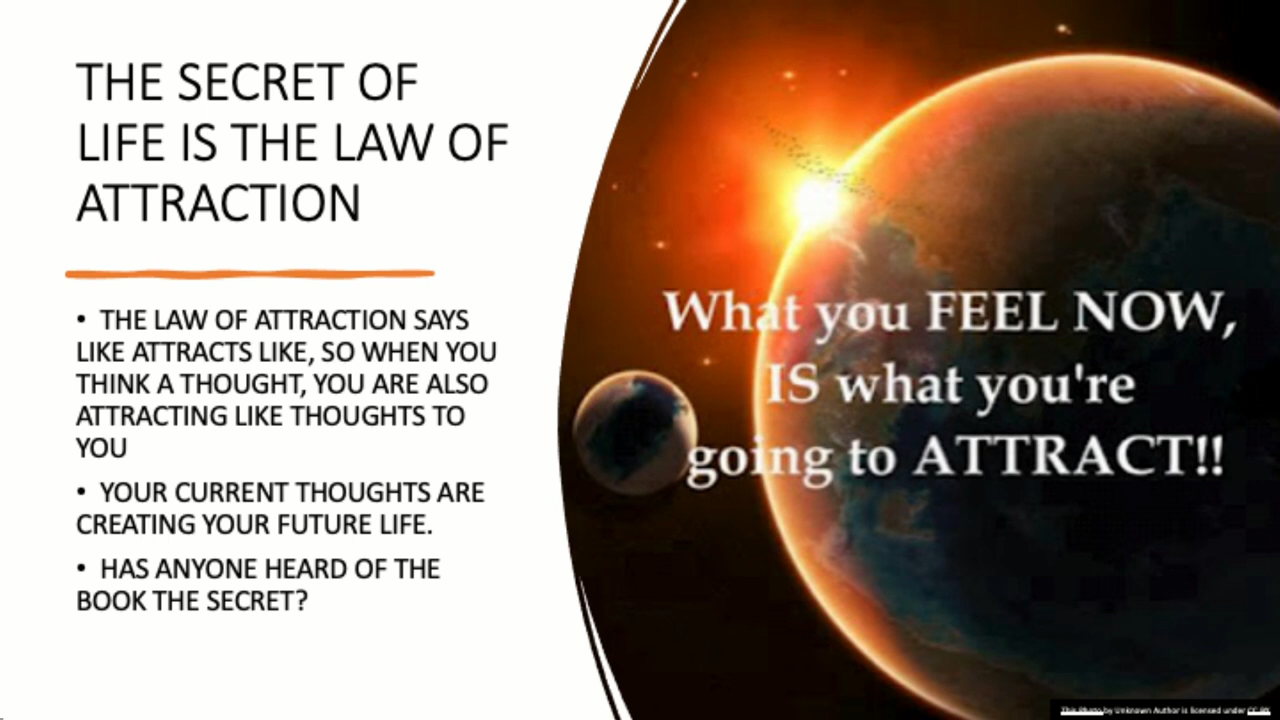 THE SECRET OF
LIFE IS THE LAW OF
ATTRACTION
• THE LAW OF ATTRACTION SAYS
LIKE ATTRACTS LIKE, SO WHEN YOU
THINK A THOUGHT, YOU ARE ALSO
ATTRACTING LIKE THOUGHTS TO
YOU
• YOUR CURRENT THOUGHTS ARE
CREATING YOUR FUTURE LIFE.
• HAS ANYONE HEARD OF THE
BOOK THE SECRET?
What you FEEL NOW,
IS what you're
going to ATTRACT!!
This Photo by Unknown Author is licensed under CC BY